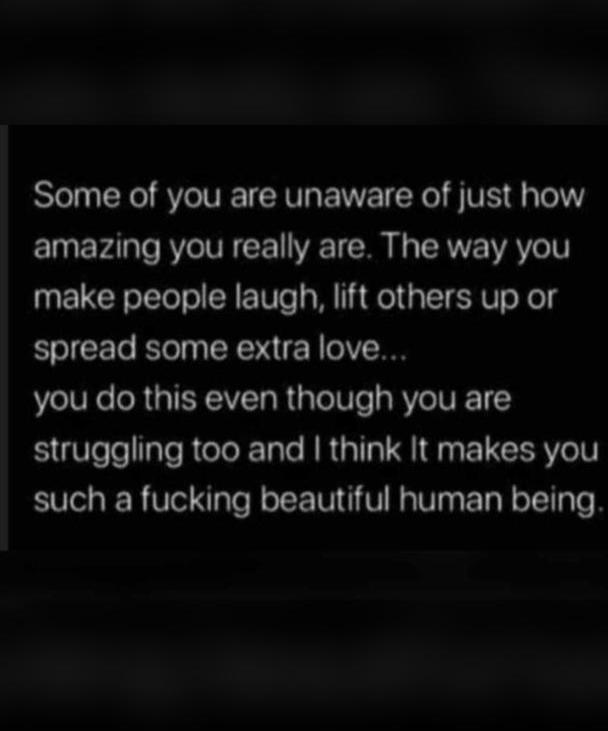 Some of you are unaware of just how
amazing you really are. The way you
make people laugh, lift others up or
spread some extra love...
you do this even though you are
struggling too and I think It makes you
such a fucking beautiful human being.